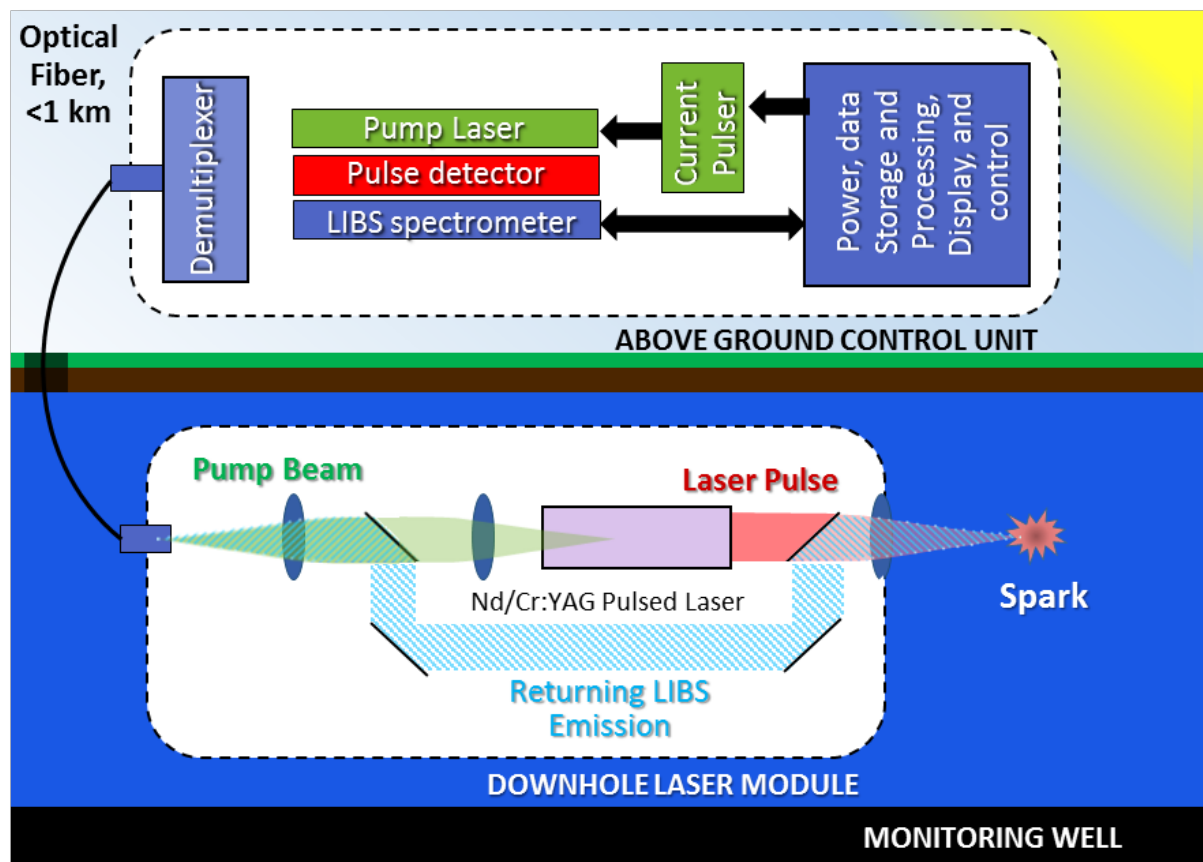 Optical
Fiber,
<1 km
Demultiplexer
Pump Laser
Pulse detector
LIBS spectrometer
Current
Pulser
Power, data
Storage and
Processing,
Display, and
control
ABOVE GROUND CONTROL UNIT
Pump Beam
Laser Pulse
Nd/Cr:YAG Pulsed Laser
Spark
Returning LIBS
Emission
DOWNHOLE LASER MODULE
MONITORING WELL